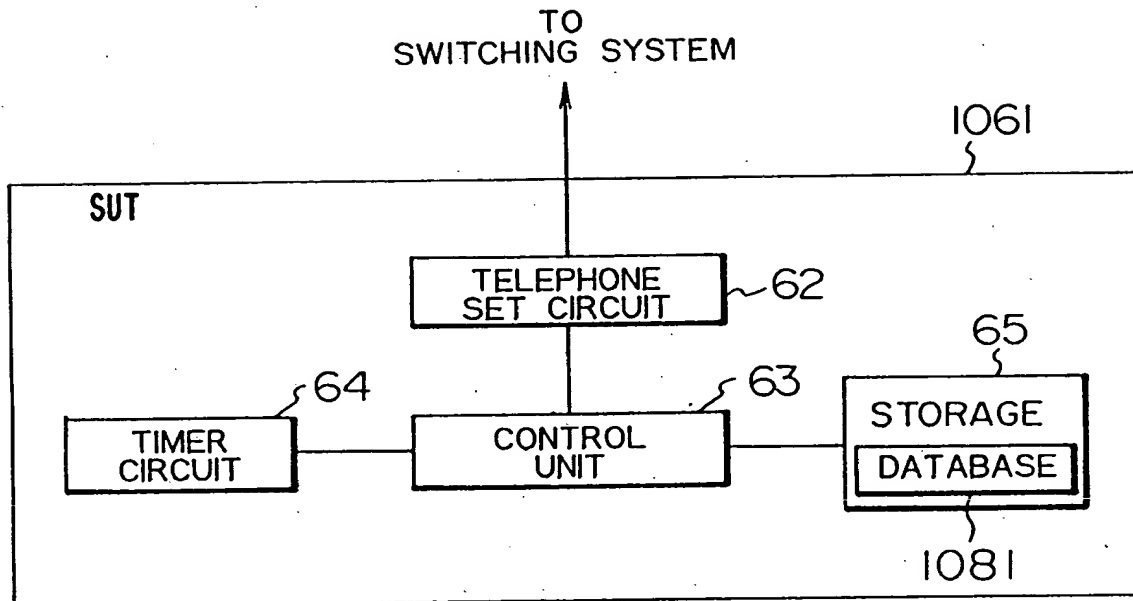 TO
SWITCHING SYSTEM
1061
SUT
TELEPHONE
SET CIRCUIT
62
65
64
63
TIMER
CIRCUIT
CONTROL
UNIT
STORAGE
DATABASE
1081